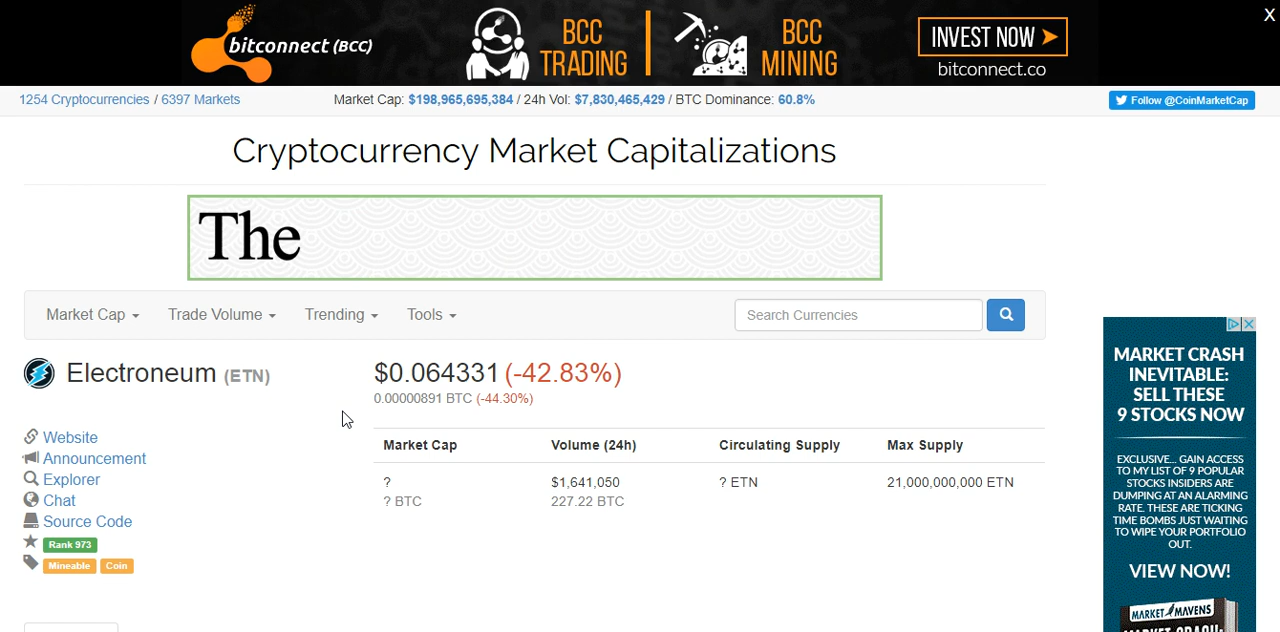 bitconnect (BCC)
BCC
TRADING
BCC
MINING
INVEST NOW
bitconnect.co
X
1254 Cryptocurrencies / 6397 Markets
Market Cap: $198,965,695,384 / 24h Vol: $7,830,465,429 / BTC Dominance: 60.8%
Follow @CoinMarketCap
Cryptocurrency Market Capitalizations
The
Market Cap
Trade Volume
Trending
Tools
Search Currencies
Electroneum (ETN)
$0.064331 (-42.83%)
0.00000891 BTC (-44.30%)
Website
Announcement
Explorer
Chat
Source Code
Rank 973
Mineable Coin
Market Cap Volume (24h) Circulating Supply Max Supply
? $1,641,050 ? ETN 21,000,000,000 ETN
? BTC 227.22 BTC
MARKET CRASH
INEVITABLE:
SELL THESE
9 STOCKS NOW
EXCLUSIVE... GAIN ACCESS
TO MY LIST OF 9 POPULAR
STOCKS INSIDERS ARE
DUMPING AT AN ALARMING
RATE. THESE ARE TICKING
TIME BOMBS JUST WAITING
TO WIPE YOUR PORTFOLIO
OUT.
VIEW NOW!
MARKET MAVENS
MARKET CRASH: